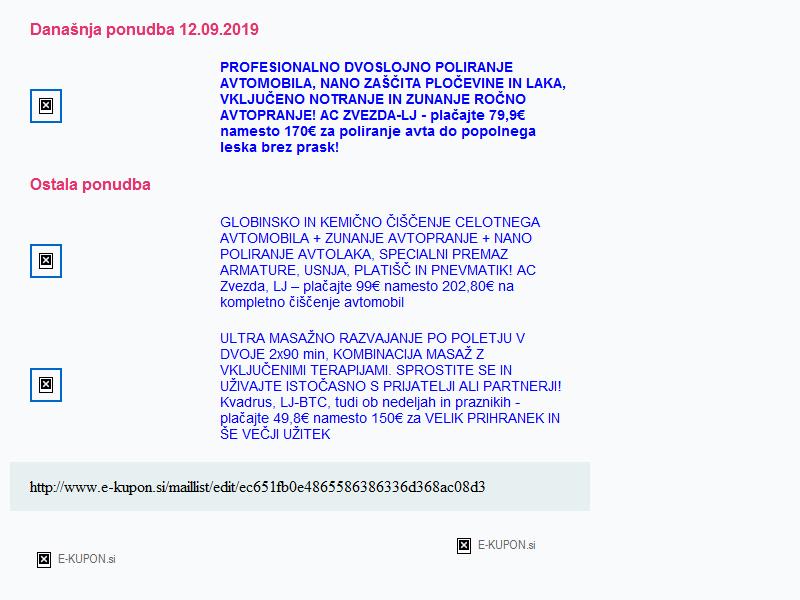 Današnja ponudba 12.09.2019
PROFESIONALNO DVOSLOJNO POLIRANJE
AVTOMOBILA, NANO ZAŠČITA PLOČEVINE IN LAKA,
VKLJUČENO NOTRANJE IN ZUNANJE ROČNO
AVTOPRANJE! AC ZVEZDA-LJ - plačajte 79,9€
namesto 170€ za poliranje avta do popolnega
leska brez prask!
Ostala ponudba
GLOBINSKO IN KEMIČNO ČIŠČENJE CELOTNEGA
AVTOMOBILA + ZUNANJE AVTOPRANJE + NANO
POLIRANJE AVTOLAKA, SPECIALNI PREMAZ
ARMATURE, USNJA, PLATIŠČ IN PNEVMATIK! AC
Zvezda, LJ – plačajte 99€ namesto 202,80€ na
kompletno čiščenje avtomobil
ULTRA MASAŽNO RAZVAJANJE PO POLETJU V
DVOJE 2x90 min, KOMBINACIJA MASAŽ Z
VKLJUČENIMI TERAPIJAMI. SPROSTITE SE IN
UŽIVAJTE ISTOČASNO S PRIJATELJI ALI PARTNERJI!
Kvadrus, LJ-BTC, tudi ob nedeljah in praznikih -
plačajte 49,8€ namesto 150€ za VELIK PRIHRANEK IN
ŠE VEČJI UŽITEK
http://www.e-kupon.si/maillist/edit/ec651fb0e4865586386336d368ac08d3
E-KUPON.si
E-KUPON.si